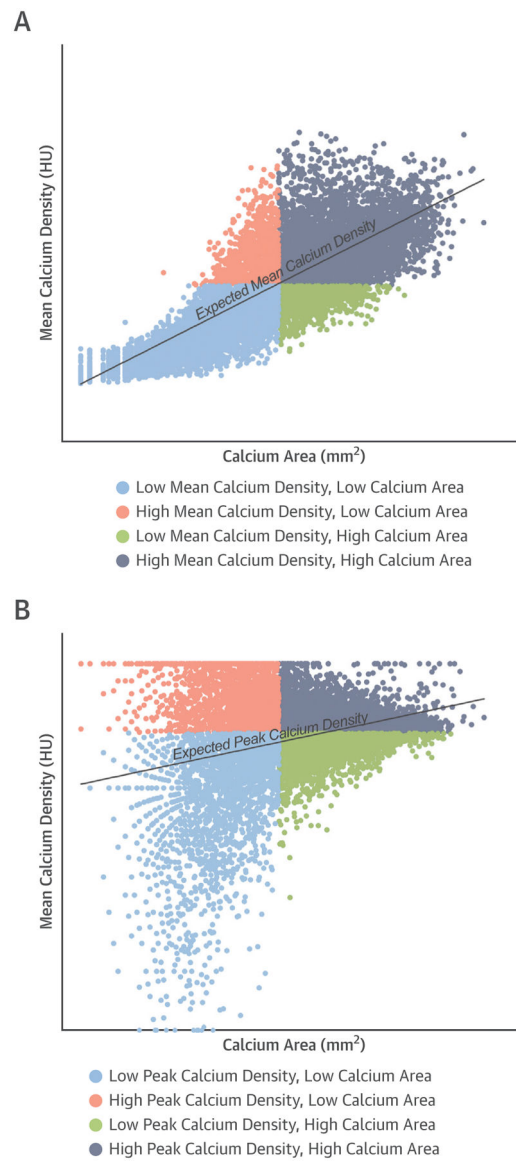 A
Mean Calcium Density (HU)
Expected Mean Calcium Density
Calcium Area (mm²)
Low Mean Calcium Density, Low Calcium Area
High Mean Calcium Density, Low Calcium Area
Low Mean Calcium Density, High Calcium Area
High Mean Calcium Density, High Calcium Area
B
Mean Calcium Density (HU)
Expected Peak Calcium Density
Calcium Area (mm²)
Low Peak Calcium Density, Low Calcium Area
High Peak Calcium Density, Low Calcium Area
Low Peak Calcium Density, High Calcium Area
High Peak Calcium Density, High Calcium Area